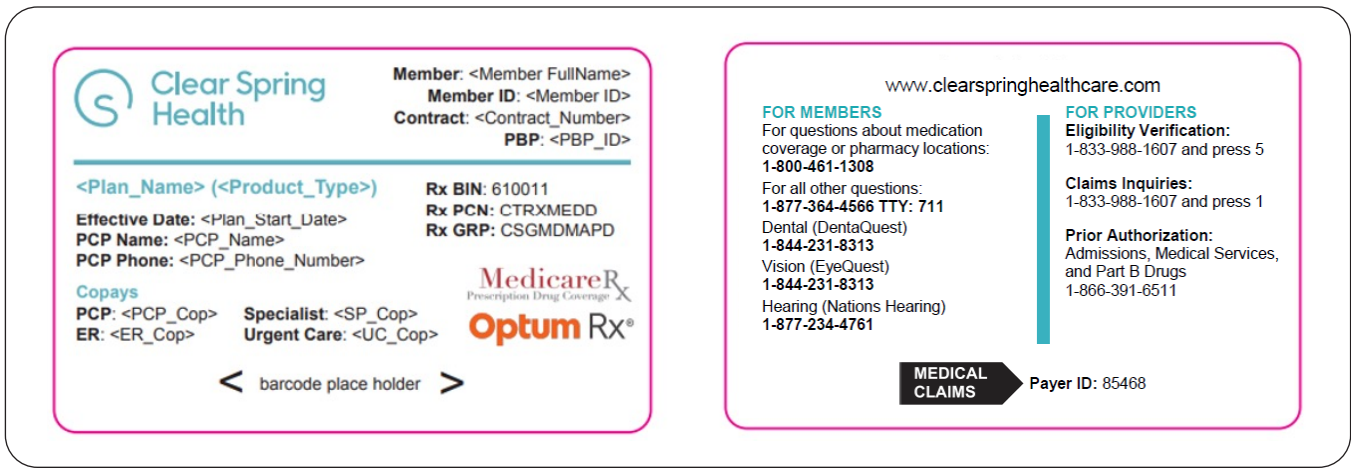 Clear Spring
Health
Member: <Member FullName>
Member ID: <Member ID>
Contract: <Contract_Number>
PBP: <PBP_ID>
<Plan_Name> (<Product_Type>)
Effective Date: <Plan_Start_Date>
PCP Name: <PCP_Name>
PCP Phone: <PCP_Phone_Number>
Rx BIN: 610011
Rx PCN: CTRXMEDD
Rx GRP: CSGMDMAPD
Copays
PCP: <PCP_Cop> Specialist: <SP_Cop>
ER: <ER_Cop> Urgent Care: <UC_Cop>
MedicareRx
Prescription Drug Coverage
Optum Rx®
< barcode place holder >
www.clearspringhealthcare.com
FOR MEMBERS
For questions about medication
coverage or pharmacy locations:
1-800-461-1308
For all other questions:
1-877-364-4566 TTY: 711
Dental (DentaQuest)
1-844-231-8313
Vision (EyeQuest)
1-844-231-8313
Hearing (Nations Hearing)
1-877-234-4761
FOR PROVIDERS
Eligibility Verification:
1-833-988-1607 and press 5
Claims Inquiries:
1-833-988-1607 and press 1
Prior Authorization:
Admissions, Medical Services,
and Part B Drugs
1-866-391-6511
MEDICAL
CLAIMS
Payer ID: 85468